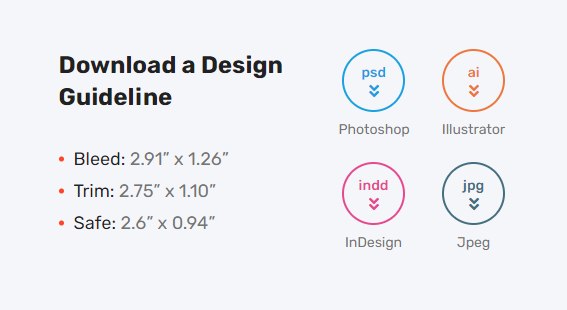 Download a Design
Guideline
• Bleed: 2.91” x 1.26”
• Trim: 2.75” x 1.10”
• Safe: 2.6” x 0.94”
psd
Photoshop
ai
Illustrator
indd
InDesign
jpg
Jpeg